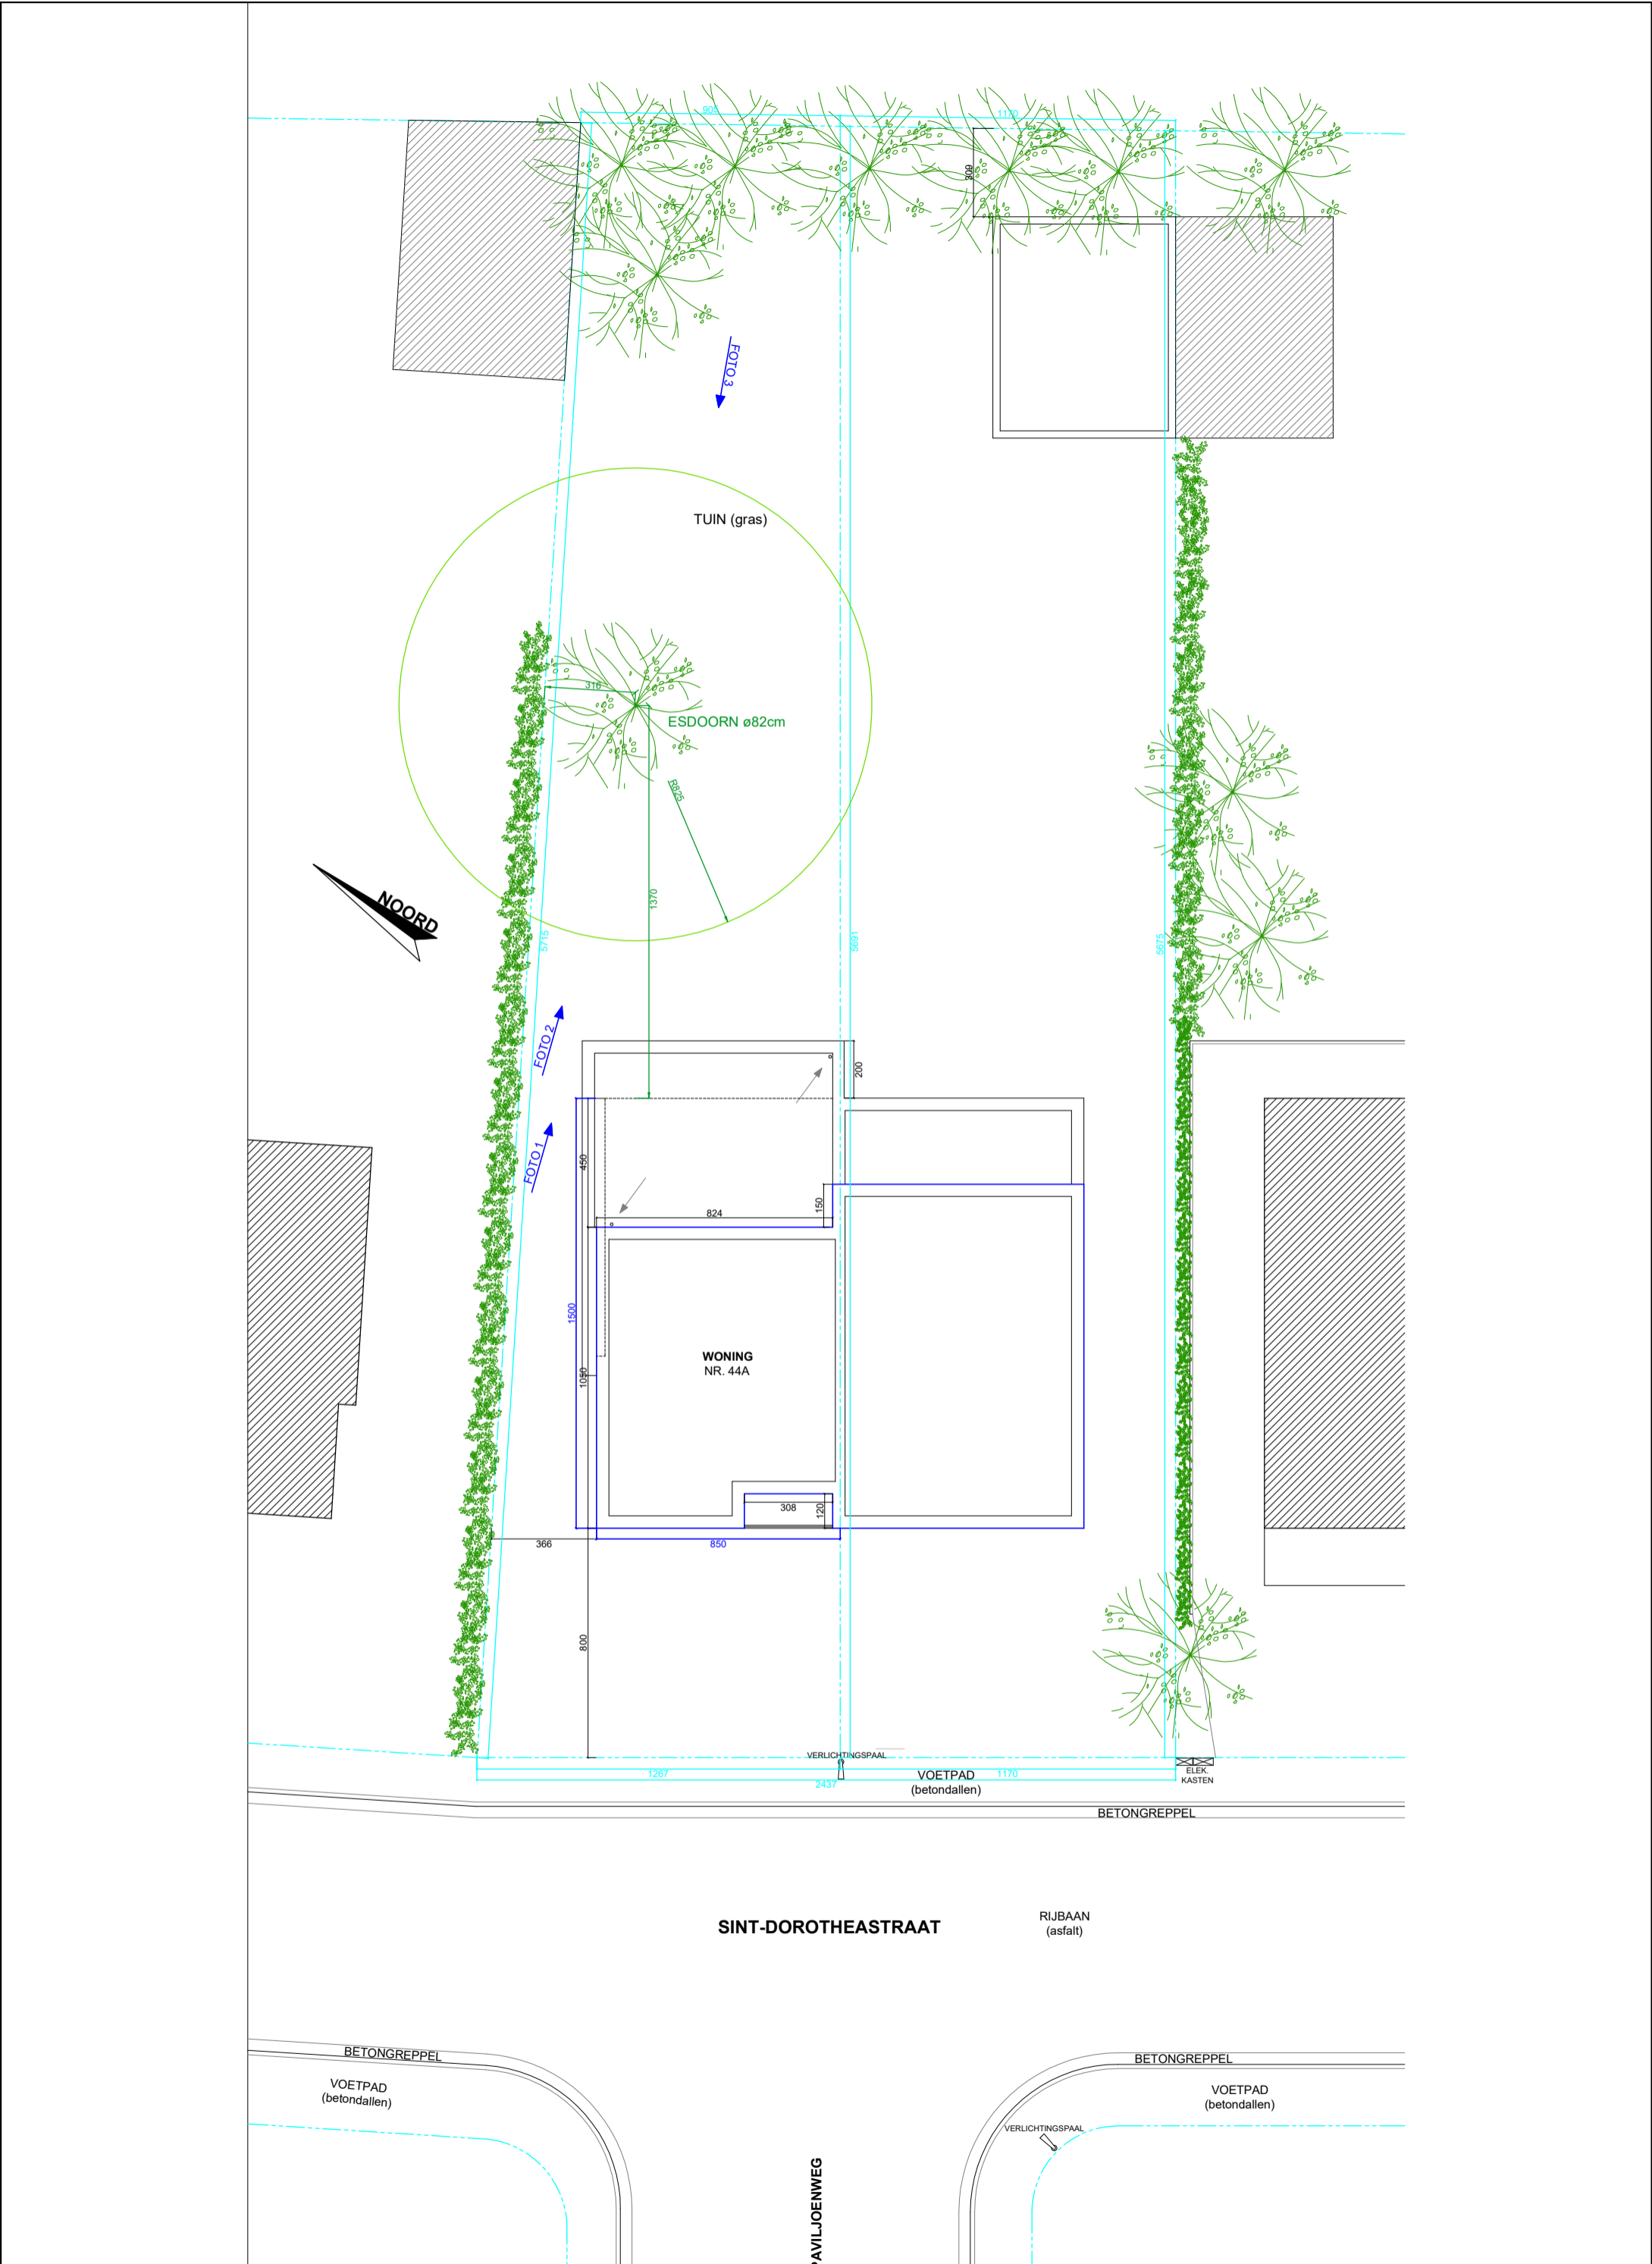 905
1170
309
FOTO 3
TUIN (gras)
316
ESDOORN ø82cm
R825
1370
NOORD
5715
5691
5675
FOTO 2
200
FOTO 1
450
150
824
1500
WONING
NR. 44A
1050
308
120
366
850
800
VERLICHTINGSPAAL
1267
VOETPAD
(betondallen)
1170
ELEK.
KASTEN
2437
BETONGREPPEL
SINT-DOROTHEASTRAAT
RIJBAAN
(asfalt)
BETONGREPPEL
BETONGREPPEL
VOETPAD
(betondallen)
VOETPAD
(betondallen)
VERLICHTINGSPAAL
PAVILJOENWEG